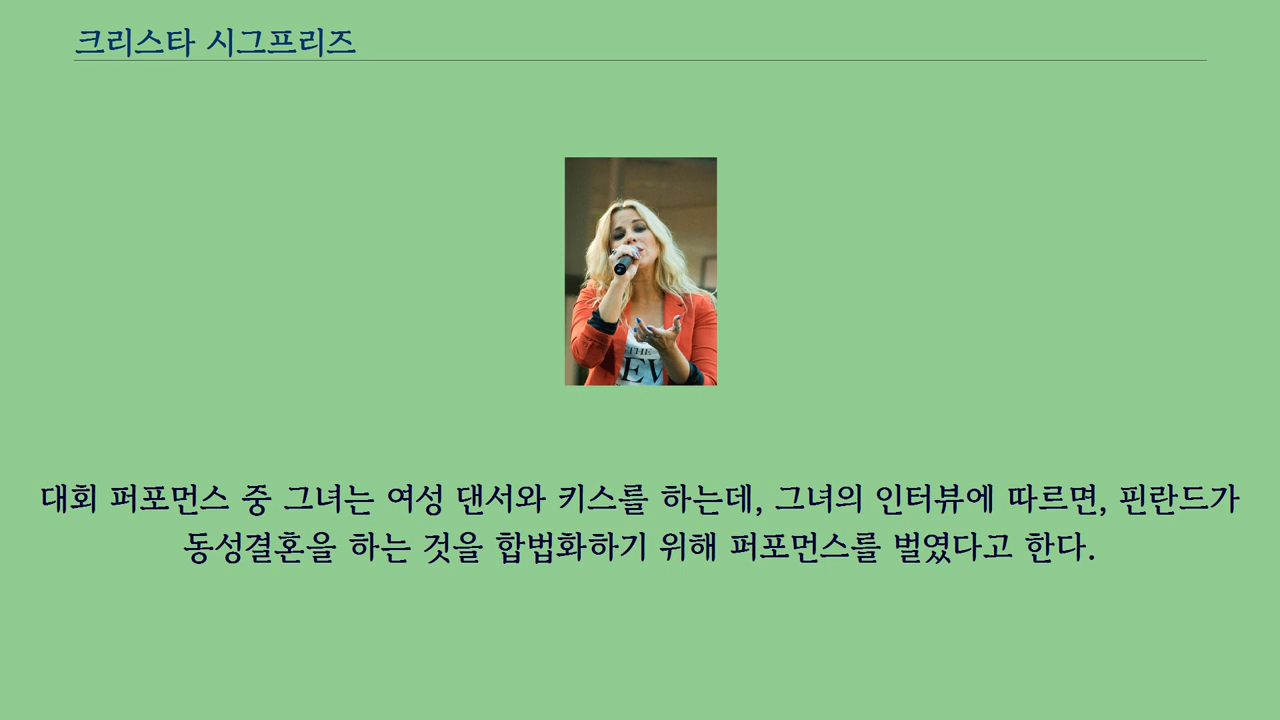 크리스타 시그프리즈
THE
EV
대회 퍼포먼스 중 그녀는 여성 댄서와 키스를 하는데, 그녀의 인터뷰에 따르면, 핀란드가
동성결혼을 하는 것을 합법화하기 위해 퍼포먼스를 벌였다고 한다.